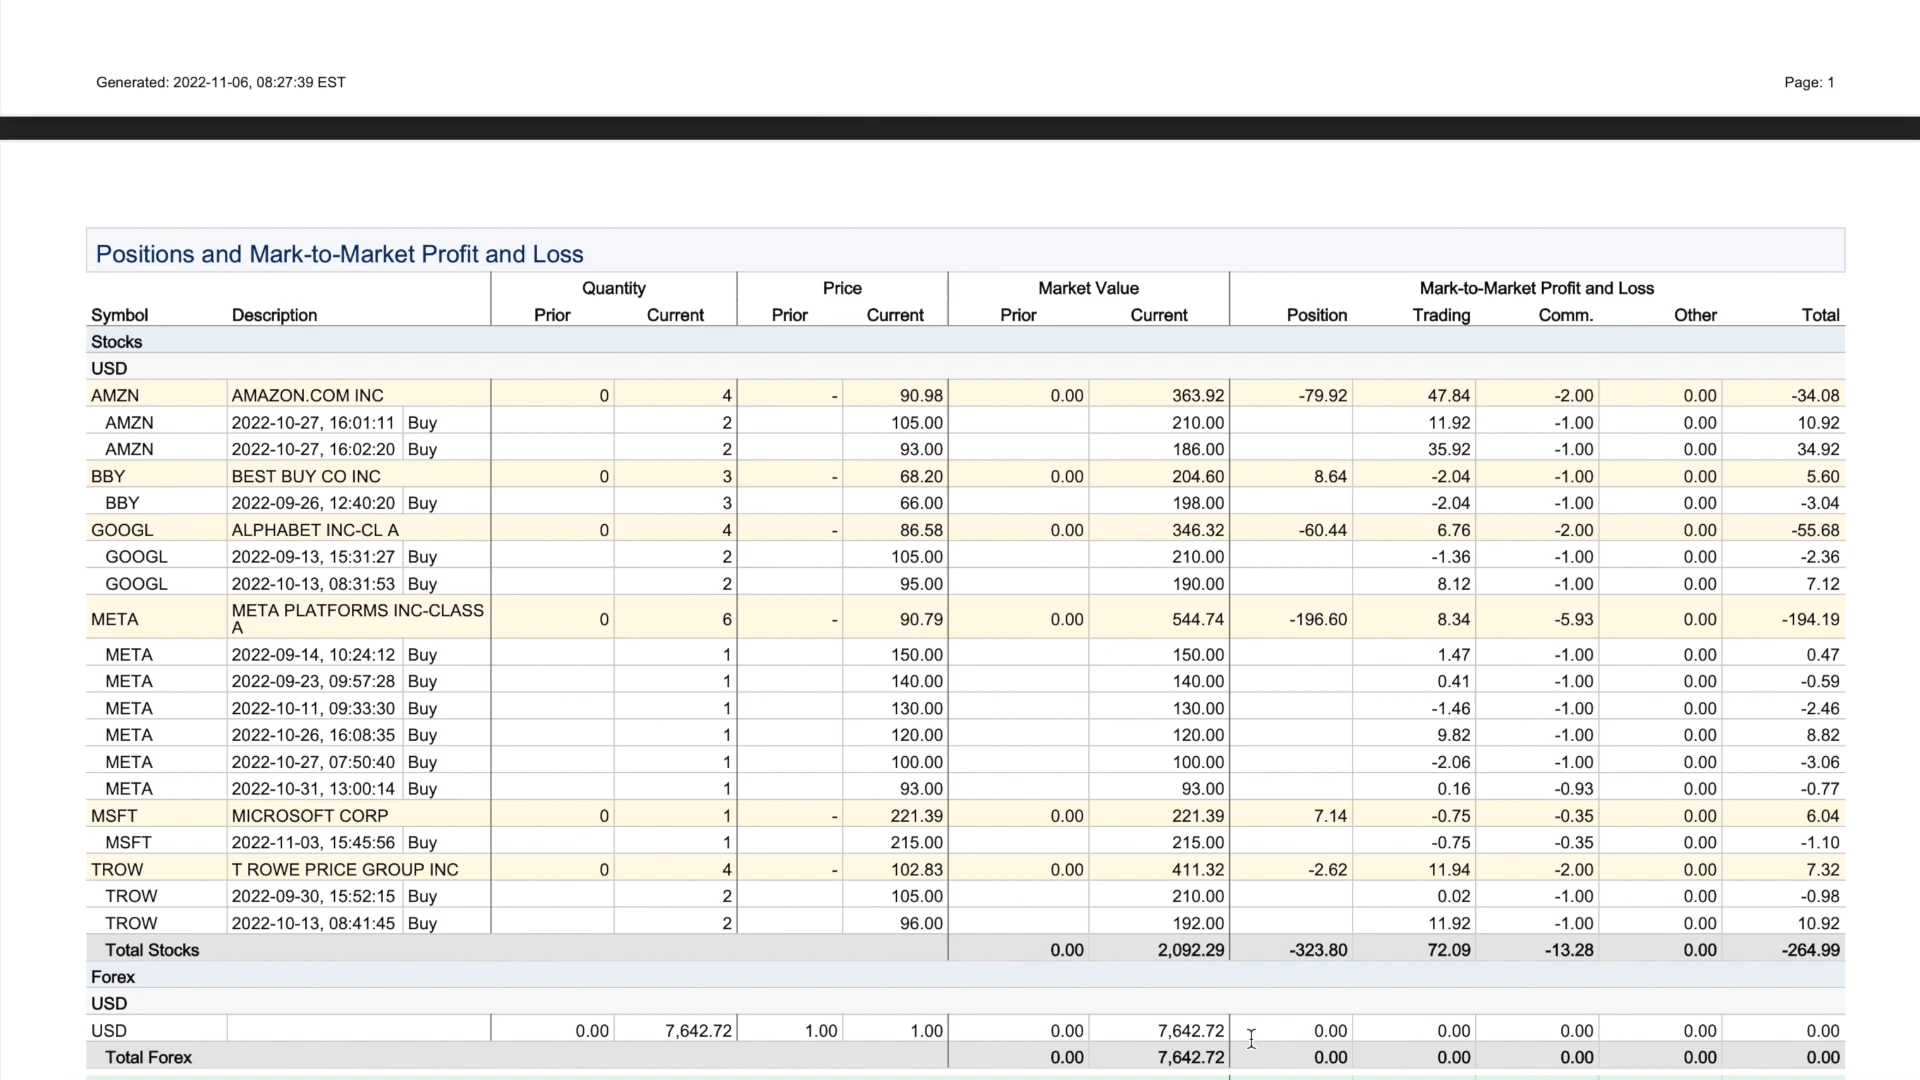 Generated: 2022-11-06, 08:27:39 EST Page: 1
Positions and Mark-to-Market Profit and Loss
Quantity Price Market Value Mark-to-Market Profit and Loss
Symbol Description Prior Current Prior Current Prior Current Position Trading Comm. Other Total
Stocks
USD
AMZN AMAZON.COM INC 0 4 - 90.98 0.00 363.92 -79.92 47.84 -2.00 0.00 -34.08
AMZN 2022-10-27, 16:01:11 Buy 2 105.00 210.00 11.92 -1.00 0.00 10.92
AMZN 2022-10-27, 16:02:20 Buy 2 93.00 186.00 35.92 -1.00 0.00 34.92
BBY BEST BUY CO INC 0 3 - 68.20 0.00 204.60 8.64 -2.04 -1.00 0.00 5.60
BBY 2022-09-26, 12:40:20 Buy 3 66.00 198.00 -2.04 -1.00 0.00 -3.04
GOOGL ALPHABET INC-CL A 0 4 - 86.58 0.00 346.32 -60.44 6.76 -2.00 0.00 -55.68
GOOGL 2022-09-13, 15:31:27 Buy 2 105.00 210.00 -1.36 -1.00 0.00 -2.36
GOOGL 2022-10-13, 08:31:53 Buy 2 95.00 190.00 8.12 -1.00 0.00 7.12
META META PLATFORMS INC-CLASS A 0 6 - 90.79 0.00 544.74 -196.60 8.34 -5.93 0.00 -194.19
META 2022-09-14, 10:24:12 Buy 1 150.00 150.00 1.47 -1.00 0.00 0.47
META 2022-09-23, 09:57:28 Buy 1 140.00 140.00 0.41 -1.00 0.00 -0.59
META 2022-10-11, 09:33:30 Buy 1 130.00 130.00 -1.46 -1.00 0.00 -2.46
META 2022-10-26, 16:08:35 Buy 1 120.00 120.00 9.82 -1.00 0.00 8.82
META 2022-10-27, 07:50:40 Buy 1 100.00 100.00 -2.06 -1.00 0.00 -3.06
META 2022-10-31, 13:00:14 Buy 1 93.00 93.00 0.16 -0.93 0.00 -0.77
MSFT MICROSOFT CORP 0 1 - 221.39 0.00 221.39 7.14 -0.75 -0.35 0.00 6.04
MSFT 2022-11-03, 15:45:56 Buy 1 215.00 215.00 -0.75 -0.35 0.00 -1.10
TROW T ROWE PRICE GROUP INC 0 4 - 102.83 0.00 411.32 -2.62 11.94 -2.00 0.00 7.32
TROW 2022-09-30, 15:52:15 Buy 2 105.00 210.00 0.02 -1.00 0.00 -0.98
TROW 2022-10-13, 08:41:45 Buy 2 96.00 192.00 11.92 -1.00 0.00 10.92
Total Stocks 0.00 2,092.29 -323.80 72.09 -13.28 0.00 -264.99
Forex
USD
USD 0.00 7,642.72 1.00 1.00 0.00 7,642.72 0.00 0.00 0.00 0.00 0.00
Total Forex 0.00 7,642.72 0.00 0.00 0.00 0.00 0.00